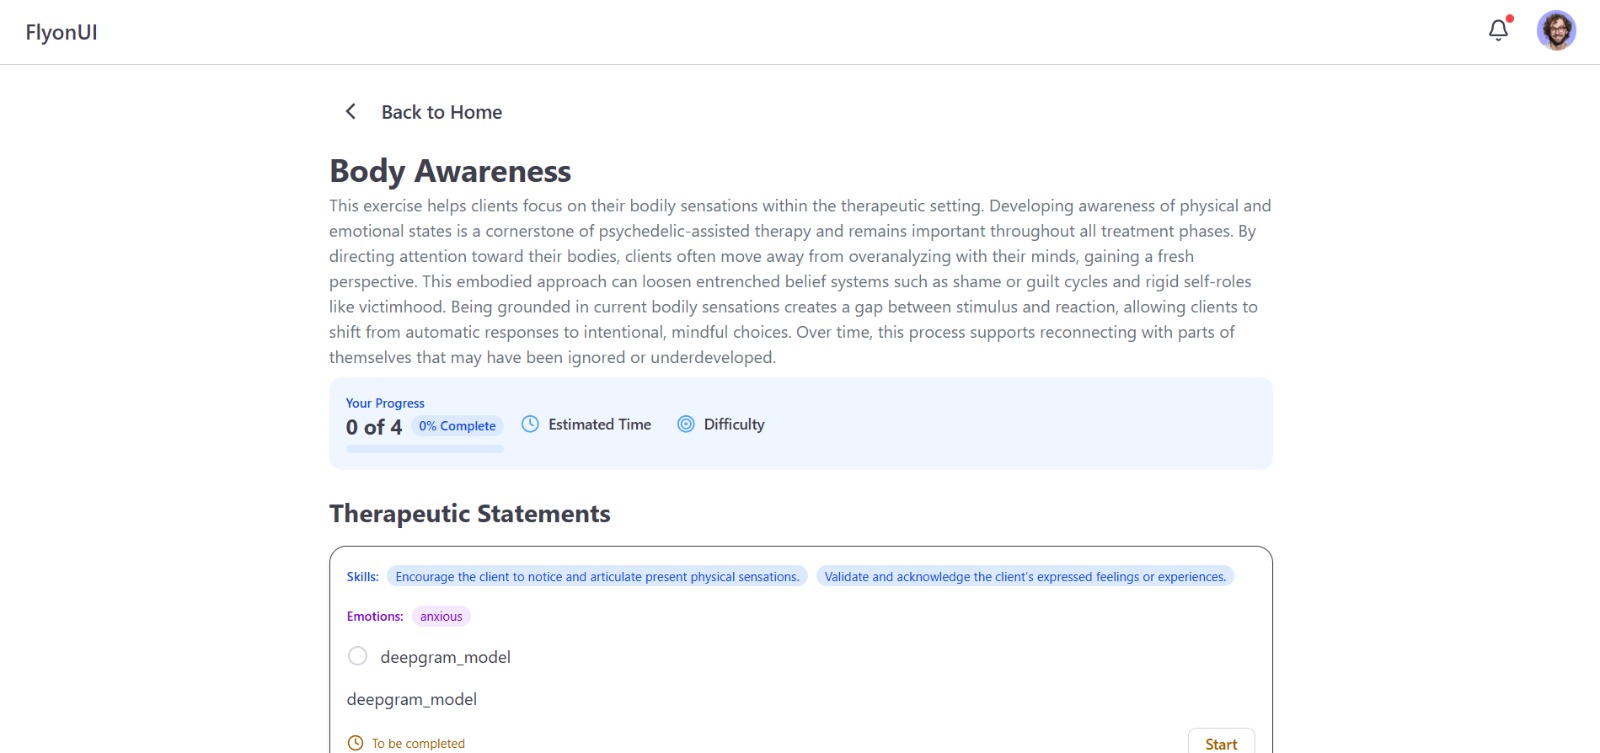 FlyonUI
Back to Home
Body Awareness
This exercise helps clients focus on their bodily sensations within the therapeutic setting. Developing awareness of physical and
emotional states is a cornerstone of psychedelic-assisted therapy and remains important throughout all treatment phases. By
directing attention toward their bodies, clients often move away from overanalyzing with their minds, gaining a fresh
perspective. This embodied approach can loosen entrenched belief systems such as shame or guilt cycles and rigid self-roles
like victimhood. Being grounded in current bodily sensations creates a gap between stimulus and reaction, allowing clients to
shift from automatic responses to intentional, mindful choices. Over time, this process supports reconnecting with parts of
themselves that may have been ignored or underdeveloped.
Your Progress
0 of 4 0% Complete Estimated Time Difficulty
Therapeutic Statements
Skills: Encourage the client to notice and articulate present physical sensations. Validate and acknowledge the client's expressed feelings or experiences.
Emotions: anxious
deepgram_model
deepgram_model
To be completed Start